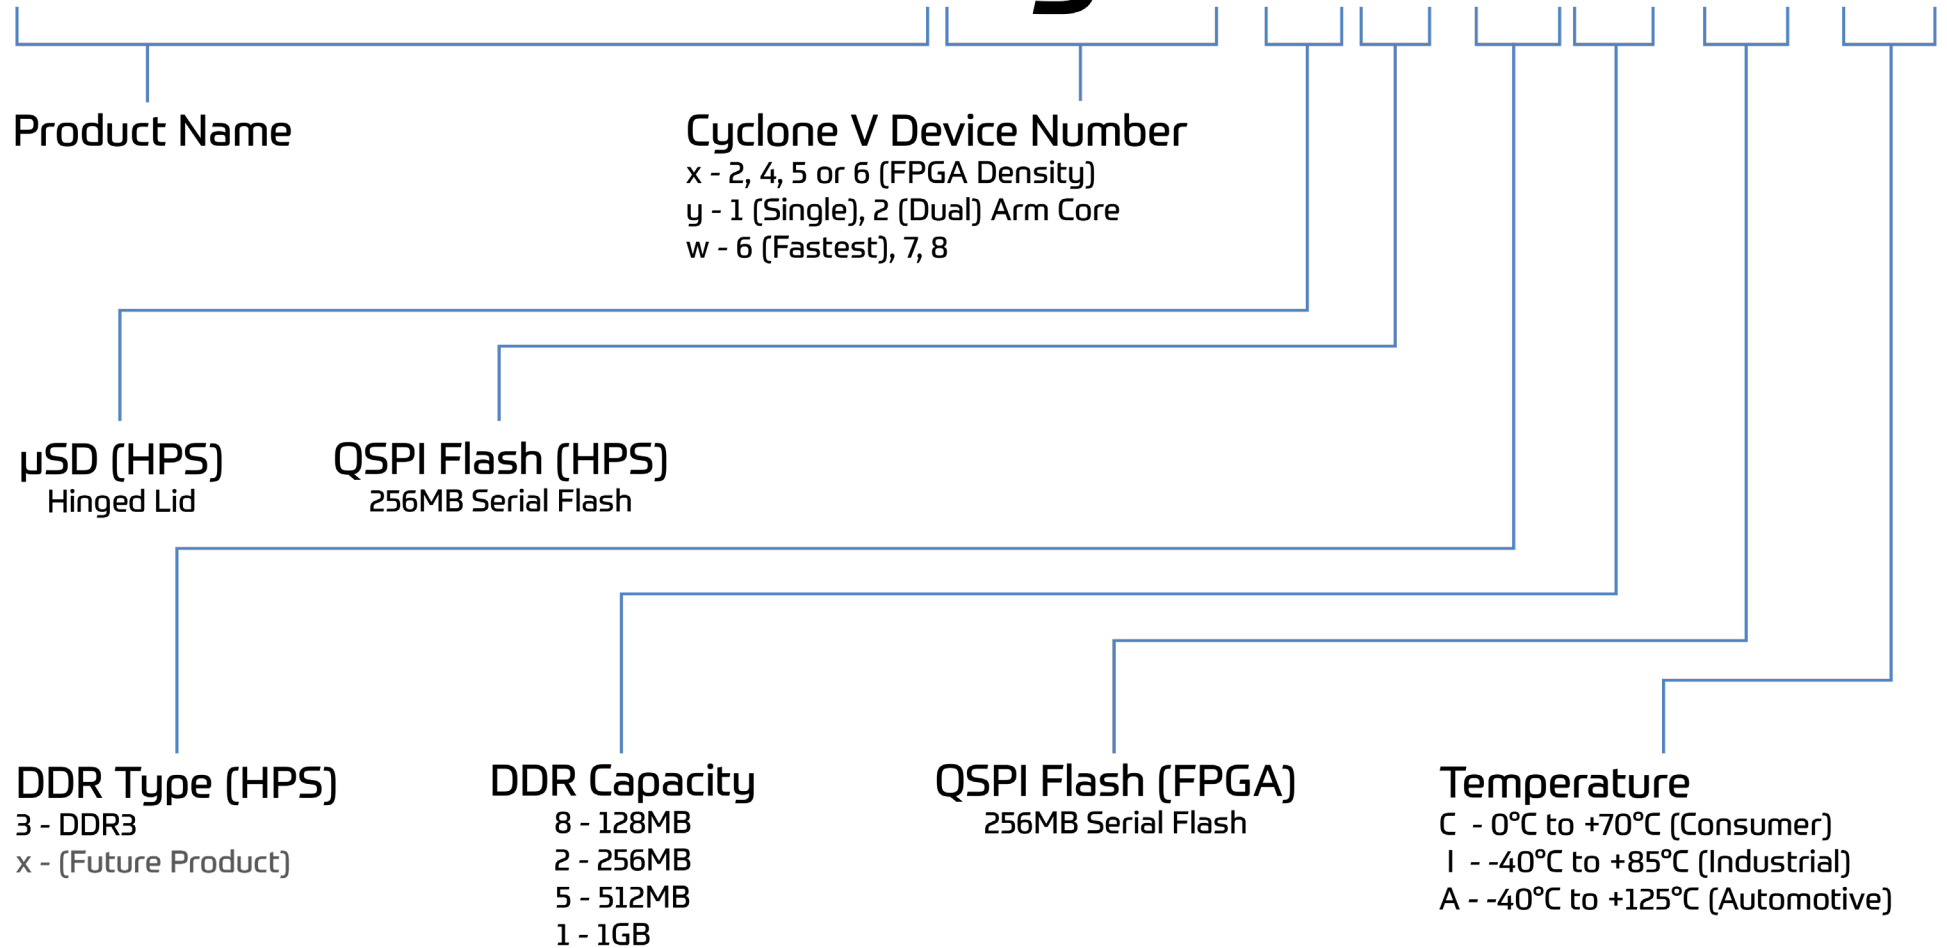 Product Name
Cyclone V Device Number
x - 2, 4, 5 or 6 (FPGA Density)
y - 1 (Single), 2 (Dual) Arm Core
w - 6 (Fastest), 7, 8
µSD (HPS)
Hinged Lid
QSPI Flash (HPS)
256MB Serial Flash
DDR Type (HPS)
3 - DDR3
x - (Future Product)
DDR Capacity
8 - 128MB
2 - 256MB
5 - 512MB
1 - 1GB
QSPI Flash (FPGA)
256MB Serial Flash
Temperature
C - 0°C to +70°C (Consumer)
I - -40°C to +85°C (Industrial)
A - -40°C to +125°C (Automotive)